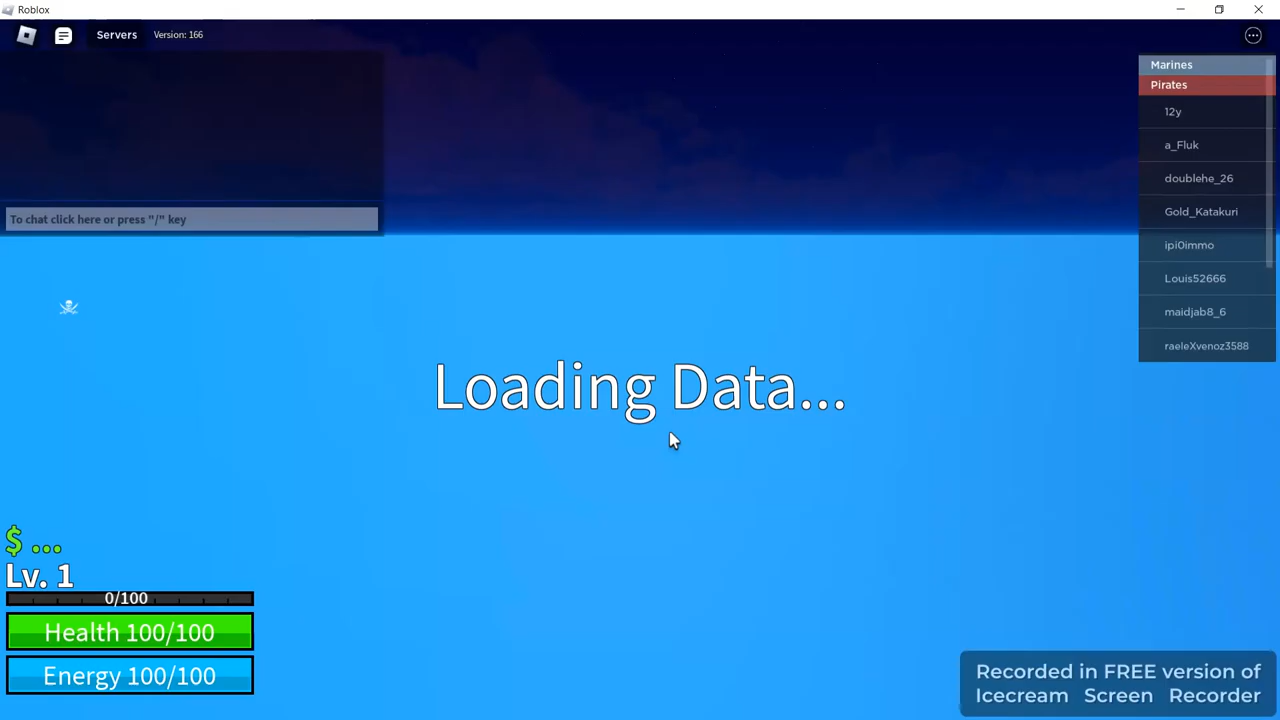 Roblox
Servers
Version: 166
Marines
Pirates
12y
a_Fluk
doublehe_26
Gold_Katakuri
ipi0immo
Louis52666
maidjab8_6
raeleXvenoz3588
To chat click here or press "/" key
Loading Data...
$ ...
Lv. 1
0/100
Health 100/100
Energy 100/100
Recorded in FREE version of
Icecream Screen Recorder